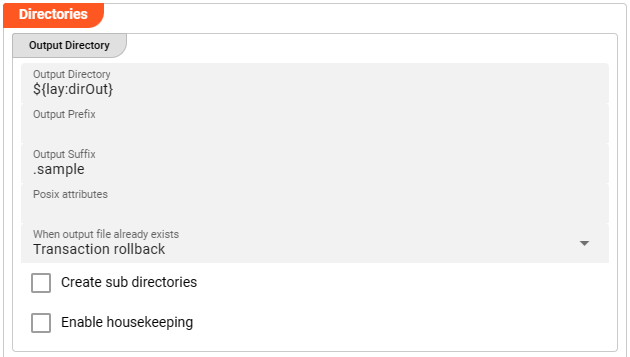 Directories
Output Directory
Output Directory
${lay:dirOut}
Output Prefix
Output Suffix
.sample
Posix attributes
When output file already exists
Transaction rollback
Create sub directories
Enable housekeeping